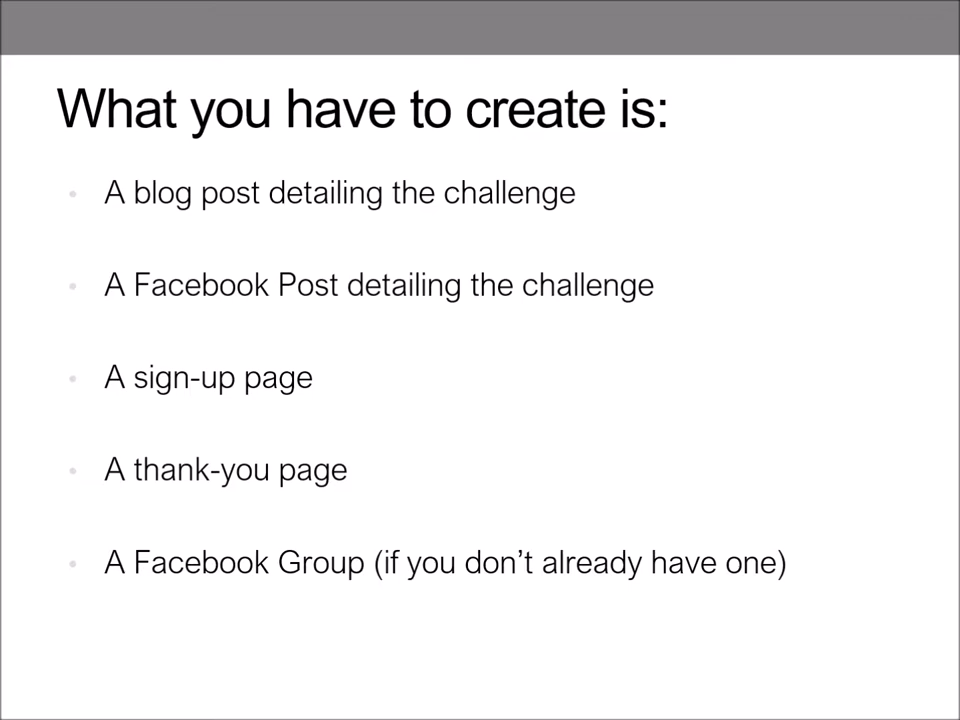 What you have to create is:
• A blog post detailing the challenge
• A Facebook Post detailing the challenge
• A sign-up page
• A thank-you page
• A Facebook Group (if you don’t already have one)